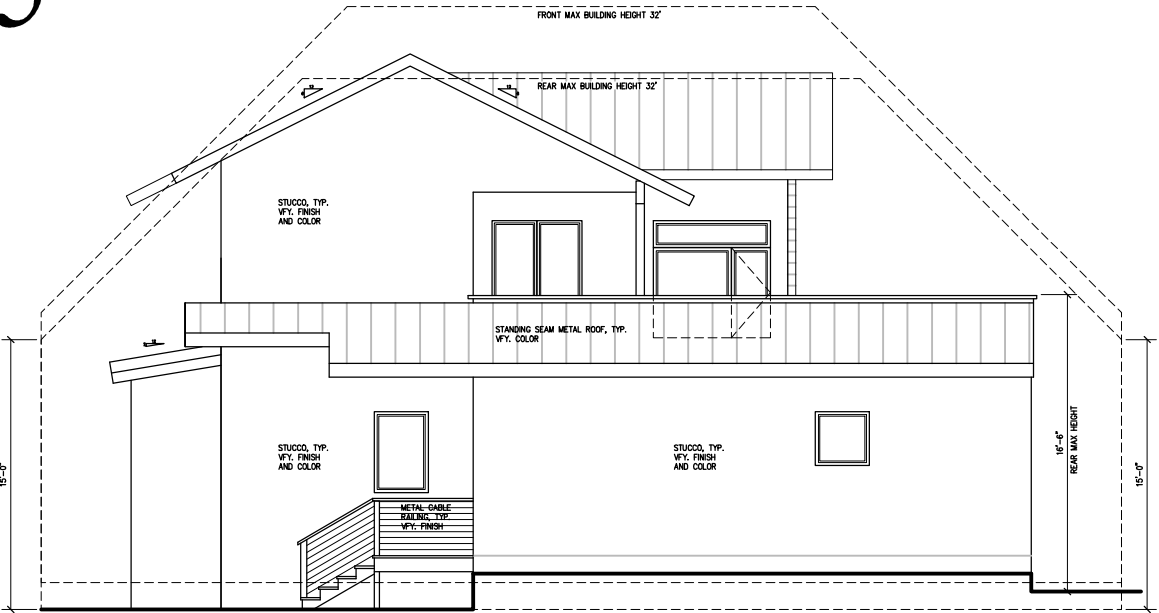 FRONT MAX BUILDING HEIGHT 32'
REAR MAX BUILDING HEIGHT 32'
12
12
STUCCO, TYP.
VFY. FINISH
AND COLOR
STANDING SEAM METAL ROOF, TYP.
VFY. COLOR
STUCCO, TYP.
VFY. FINISH
AND COLOR
STUCCO, TYP.
VFY. FINISH
AND COLOR
METAL CABLE
RAILING, TYP.
VFY. FINISH
15'-0"
16'-6"
REAR MAX HEIGHT
15'-0"